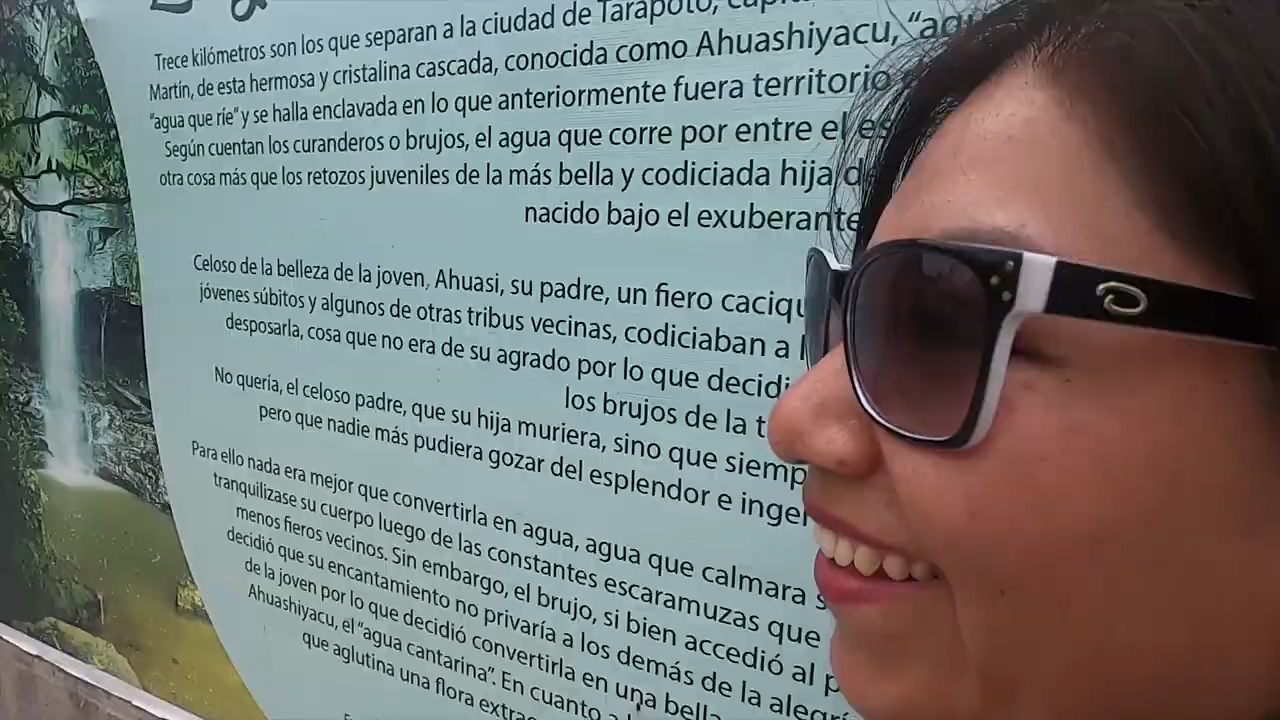 Trece kilómetros son los que separan a la ciudad de Tarapoto,
Martín, de esta hermosa y cristalina cascada, conocida como Ahuashiyacu,
"agua que ríe" y se halla enclavada en lo que anteriormente fuera territorio
Según cuentan los curanderos o brujos, el agua que corre por entre el
otra cosa más que los retozos juveniles de la más bella y codiciada hija
nacido bajo el exuberante
Celoso de la belleza de la joven, Ahuasi, su padre, un fiero
jóvenes súbitos y algunos de otras tribus vecinas, codiciaban a
desposarla, cosa que no era de su agrado por lo que
los brujos de la
No quería, el celoso padre, que su hija muriera, sino que
pero que nadie más pudiera gozar del esplendor e
Para ello nada era mejor que convertirla en agua, agua que calmara
tranquilizase su cuerpo luego de las constantes escaramuzas que
menos fieros vecinos. Sin embargo, el brujo, si bien accedió al
decidió que su encantamiento no privaría a los demás de la
de la joven por lo que decidió convertirla en una bella
Ahuashiyacu, el "agua cantarina". En cuanto a
que aglutina una flora